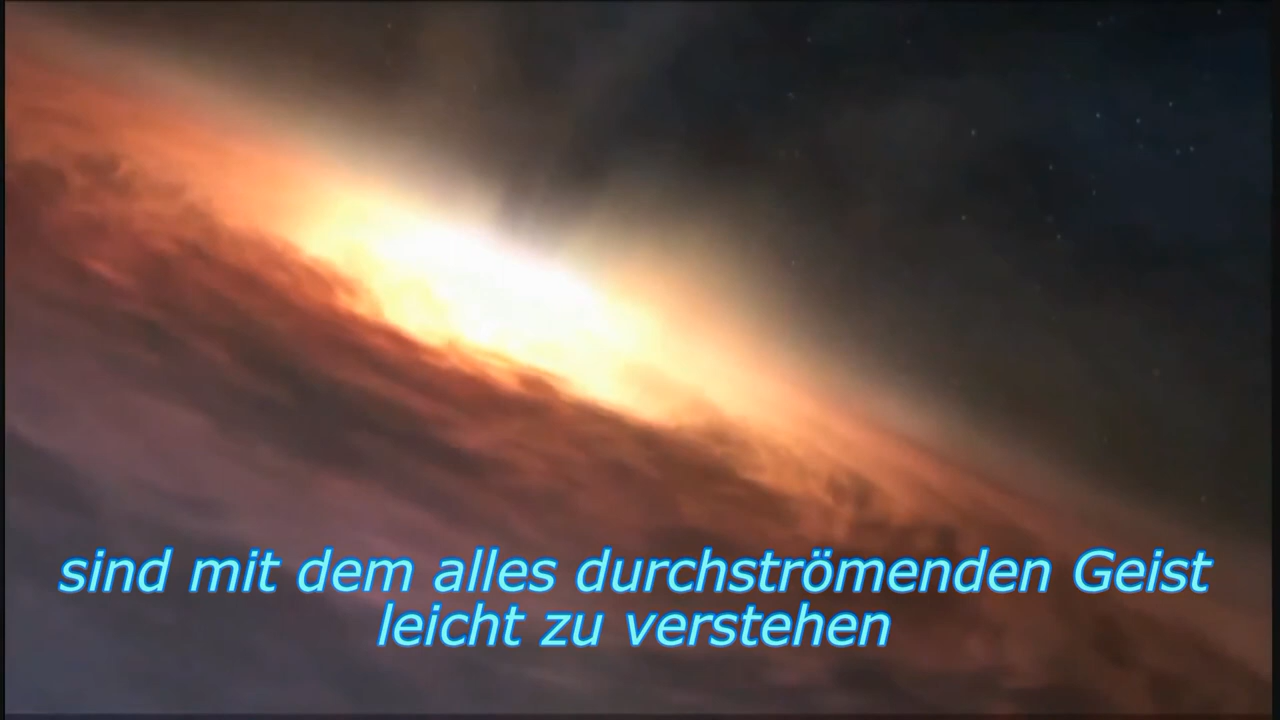 sind mit dem alles durchströmenden Geist
leicht zu verstehen